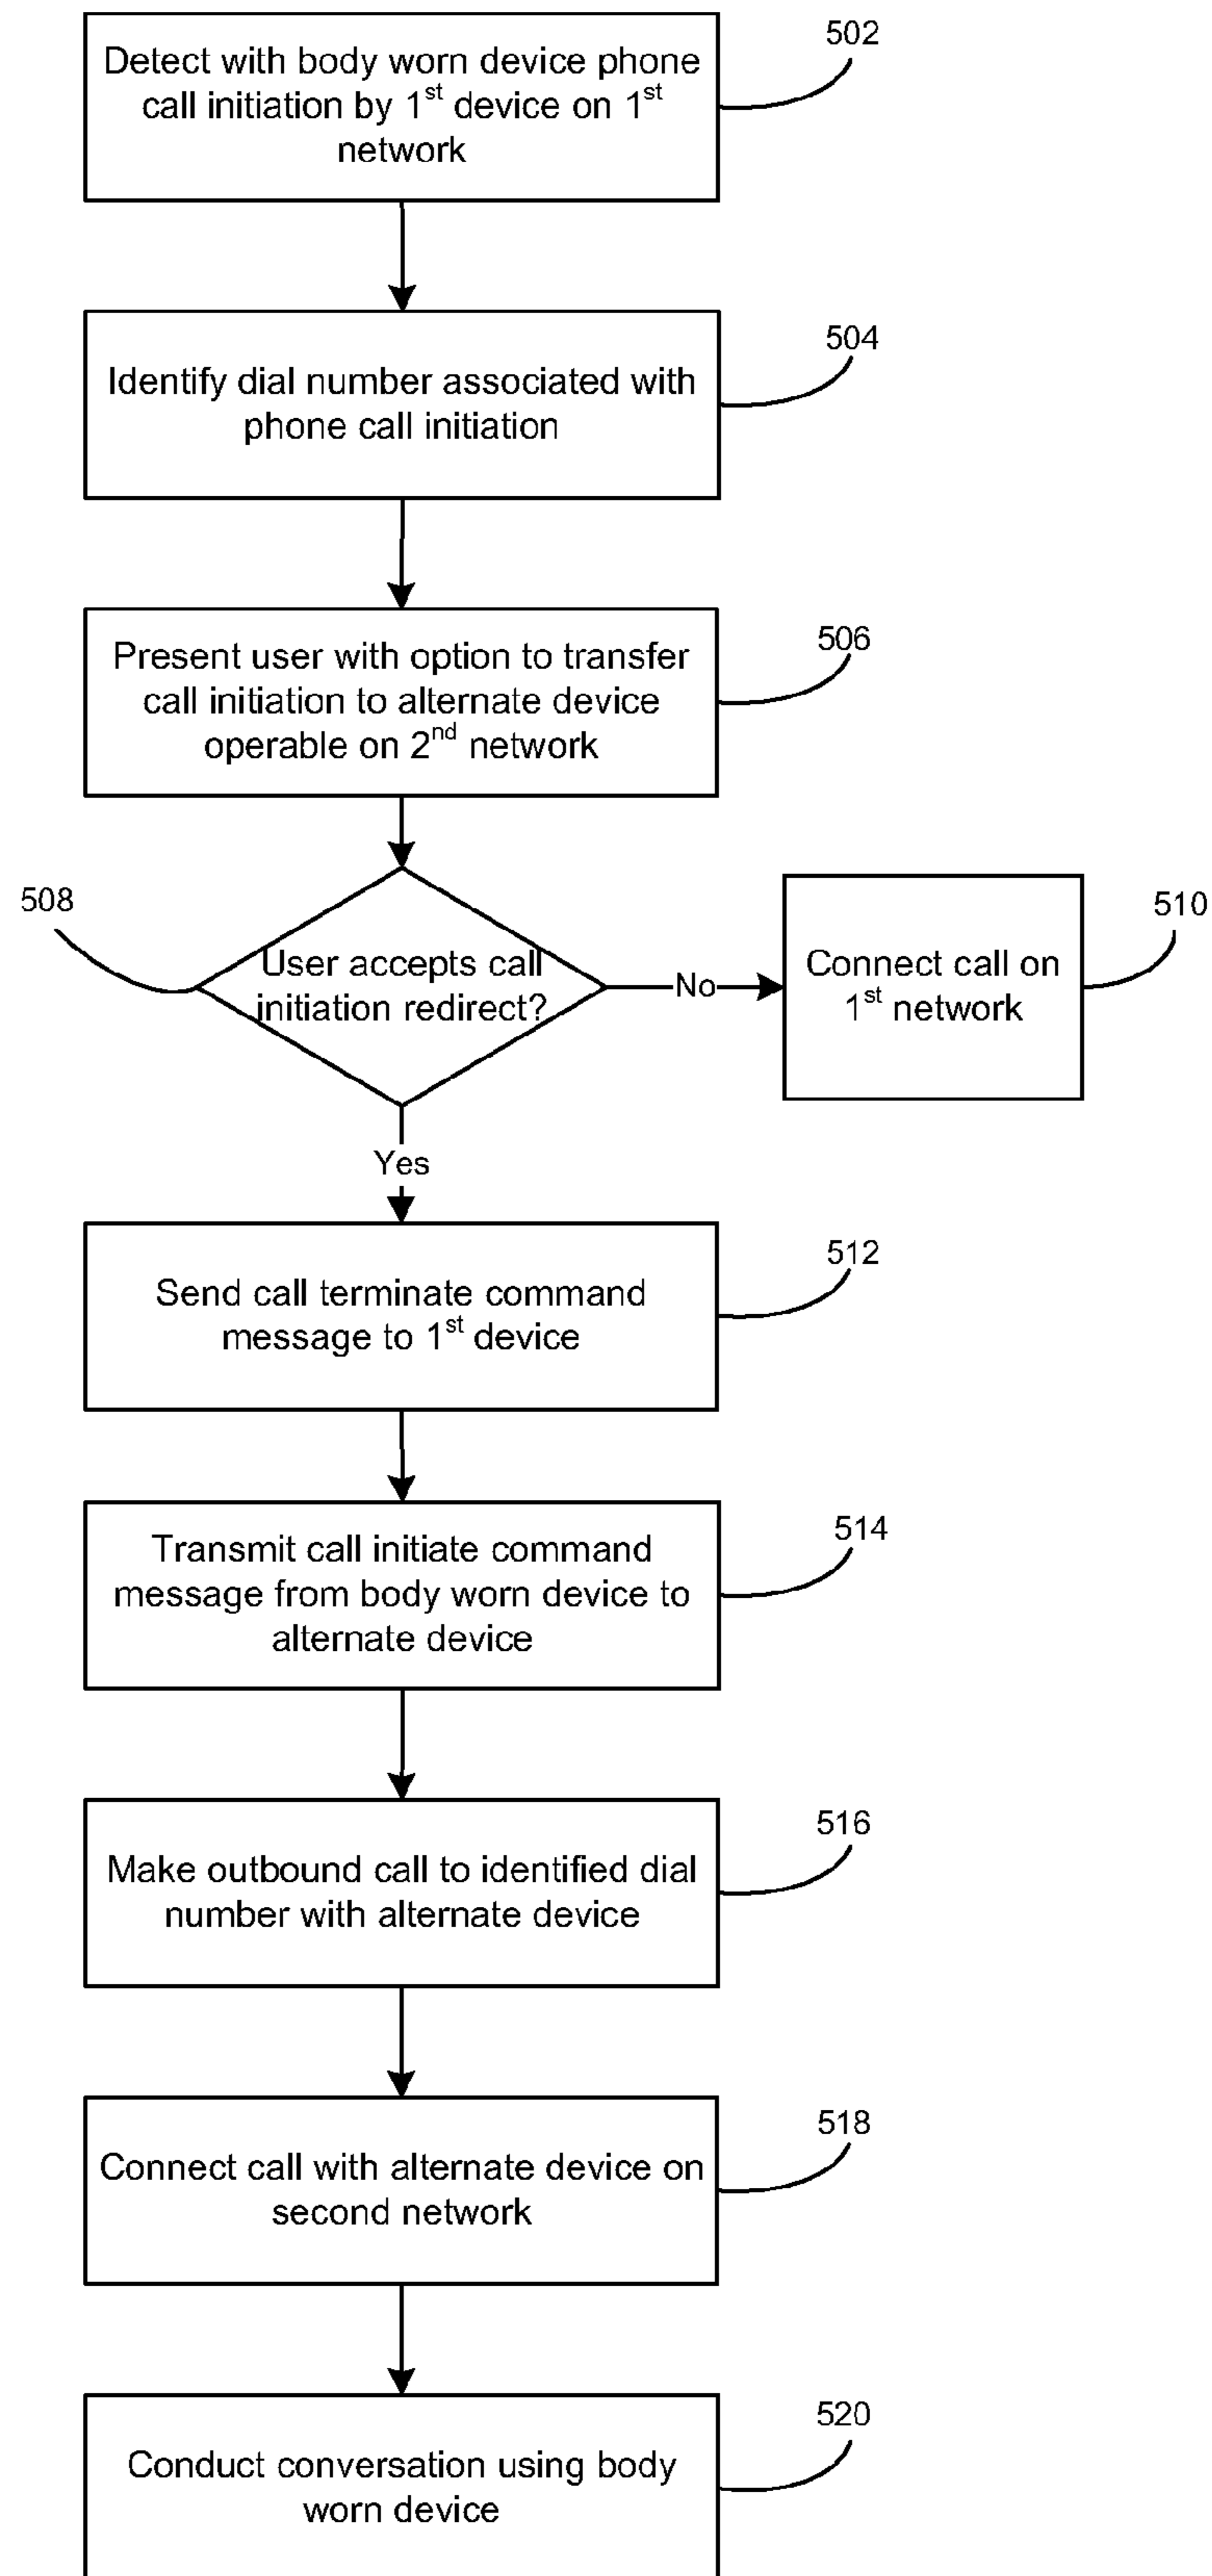 502
Detect with body worn device phone
call initiation by 1st device on 1st
network
504
Identify dial number associated with
phone call initiation
506
Present user with option to transfer
call initiation to alternate device
operable on 2nd network
508
User accepts call
initiation redirect?
No
510
Connect call on
1st network
Yes
512
Send call terminate command
message to 1st device
514
Transmit call initiate command
message from body worn device to
alternate device
516
Make outbound call to identified dial
number with alternate device
518
Connect call with alternate device on
second network
520
Conduct conversation using body
worn device